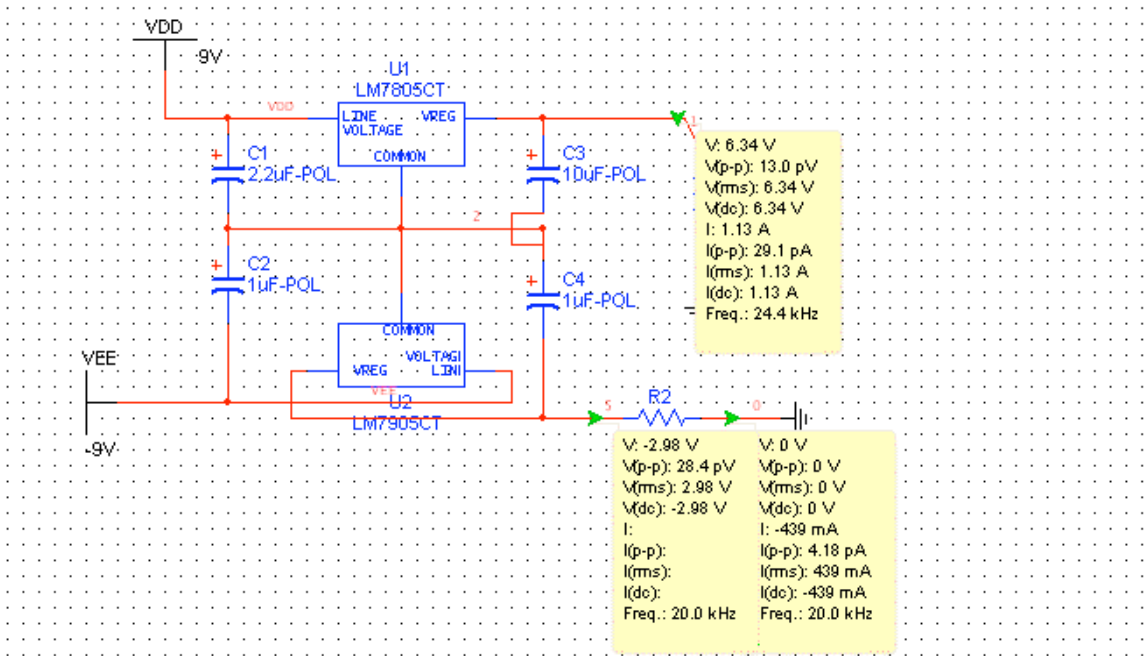 VDD
9V
U1
LM7805CT
VDD
LINE VREG
VOLTAGE
COMMON
1
C1
2.2uF-POL
C3
10uF-POL
V: 6.34 V
V(p-p): 13.0 pV
V(rms): 6.34 V
V(dc): 6.34 V
I: 1.13 A
I(p-p): 29.1 pA
I(rms): 1.13 A
I(dc): 1.13 A
Freq.: 24.4 kHz
2
C2
1uF-POL
C4
1uF-POL
COMMON
VOLTAGI
VREG LINI
VEE
VEE
U2
LM7905CT
-9V
5
R2
0
V: -2.98 V
V(p-p): 28.4 pV
V(rms): 2.98 V
V(dc): -2.98 V
I:
I(p-p):
I(rms):
I(dc):
Freq.: 20.0 kHz
V: 0 V
V(p-p): 0 V
V(rms): 0 V
V(dc): 0 V
I: -439 mA
I(p-p): 4.18 pA
I(rms): 439 mA
I(dc): -439 mA
Freq.: 20.0 kHz